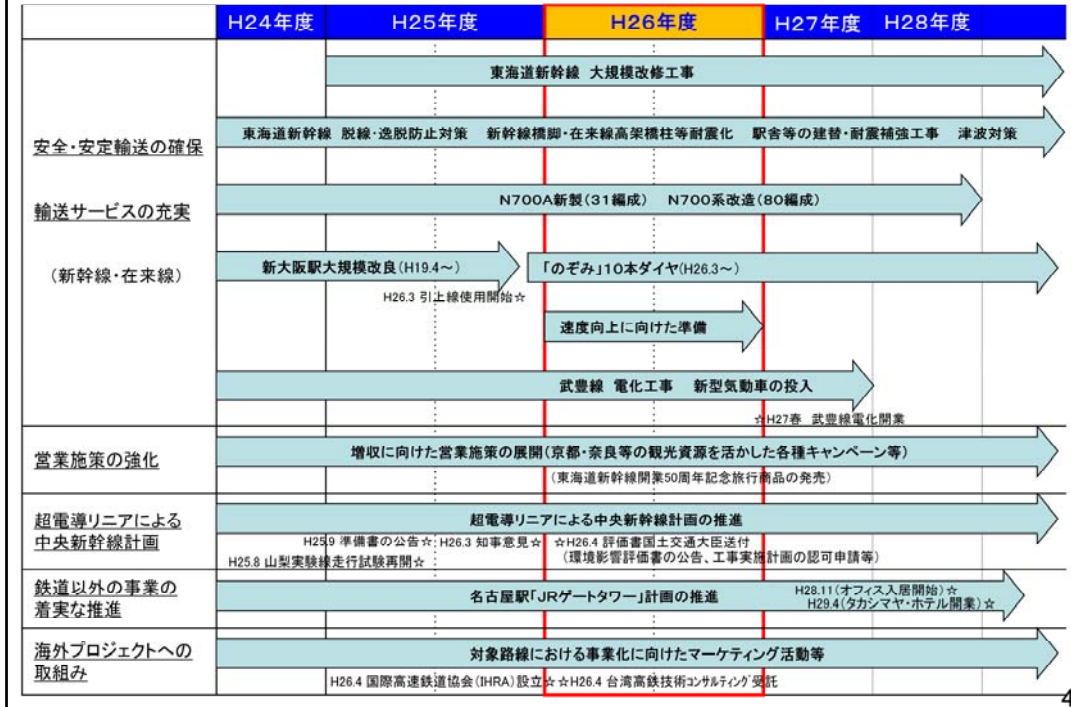 H24年度 H25年度 H26年度 H27年度 H28年度
東海道新幹線 大規模改修工事
安全・安定輸送の確保
東海道新幹線 脱線・逸脱防止対策 新幹線橋脚・在来線高架橋柱等耐震化 駅舎等の建替・耐震補強工事 津波対策
輸送サービスの充実
N700A新製(31編成) N700系改造(80編成)
(新幹線・在来線)
新大阪駅大規模改良(H19.4~) 「のぞみ」10本ダイヤ(H26.3~)
H26.3 引上線使用開始☆
速度向上に向けた準備
武豊線 電化工事 新型気動車の投入
☆H27春 武豊線電化開業
営業施策の強化
増収に向けた営業施策の展開(京都・奈良等の観光資源を活かした各種キャンペーン等)
(東海道新幹線開業50周年記念旅行商品の発売)
超電導リニアによる
中央新幹線計画
超電導リニアによる中央新幹線計画の推進
H25.9 準備書の公告☆ H26.3 知事意見☆ ☆H26.4 評価書国土交通大臣送付
H25.8 山梨実験線走行試験再開☆ (環境影響評価書の公告、工事実施計画の認可申請等)
鉄道以外の事業の
着実な推進
名古屋駅「JRゲートタワー」計画の推進
H28.11(オフィス入居開始)☆
H29.4(タカシマヤ・ホテル開業)☆
海外プロジェクトへの
取組み
対象路線における事業化に向けたマーケティング活動等
H26.4 国際高速鉄道協会(IHRA)設立☆ ☆H26.4 台湾高鉄技術コンサルティング受託
4